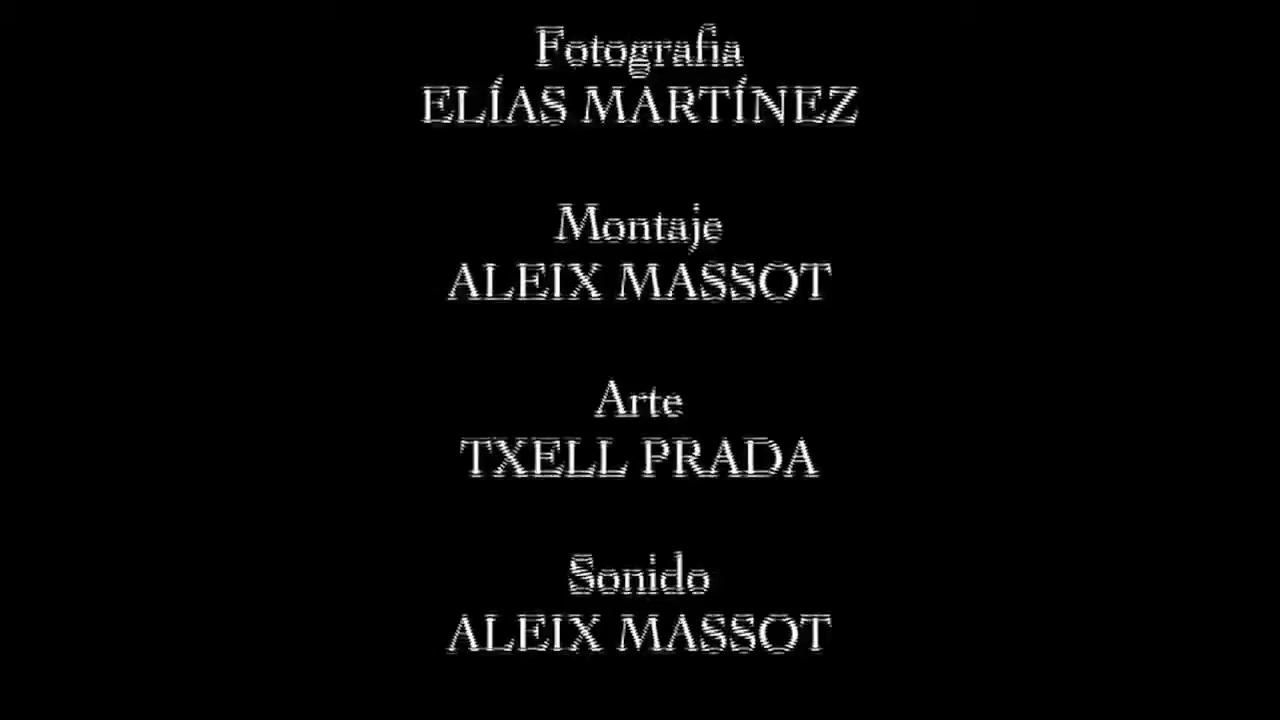 Fotografia
ELÍAS MARTÍNEZ
Montaje
ALEIX MASSOT
Arte
TXELL PRADA
Sonido
ALEIX MASSOT